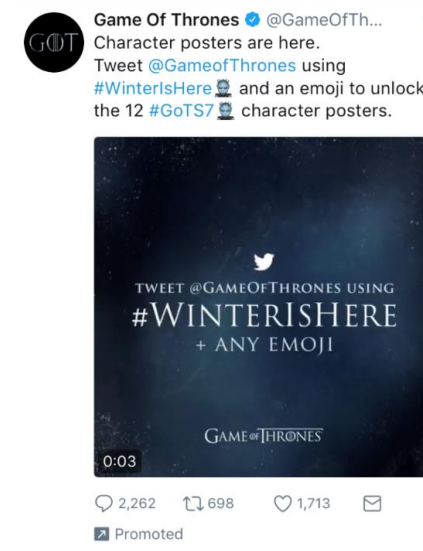 GOT
Game Of Thrones @GameOfTh...
Character posters are here.
Tweet @GameofThrones using
#WinterIsHere and an emoji to unlock
the 12 #GoTS7 character posters.
TWEET @GAMEOFTHRONES USING
#WINTERISHERE
+ ANY EMOJI
GAME OF THRONES
0:03
2,262 698 1,713
Promoted